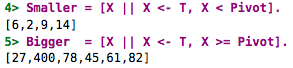 4> Smaller = [X || X <- T, X < Pivot].
[6,2,9,14]
5> Bigger  = [X || X <- T, X >= Pivot].
[27,400,78,45,61,82]